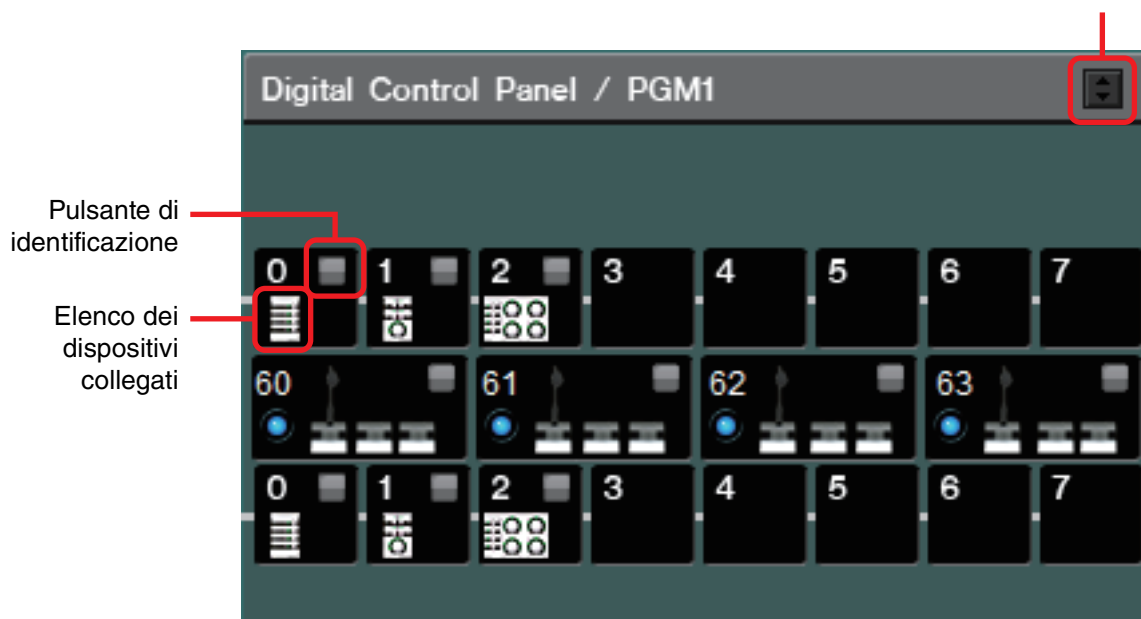 Digital Control Panel / PGM1
Pulsante di
identificazione
Elenco dei
dispositivi
collegati
0 1 2 3 4 5 6 7
60 61 62 63
0 1 2 3 4 5 6 7